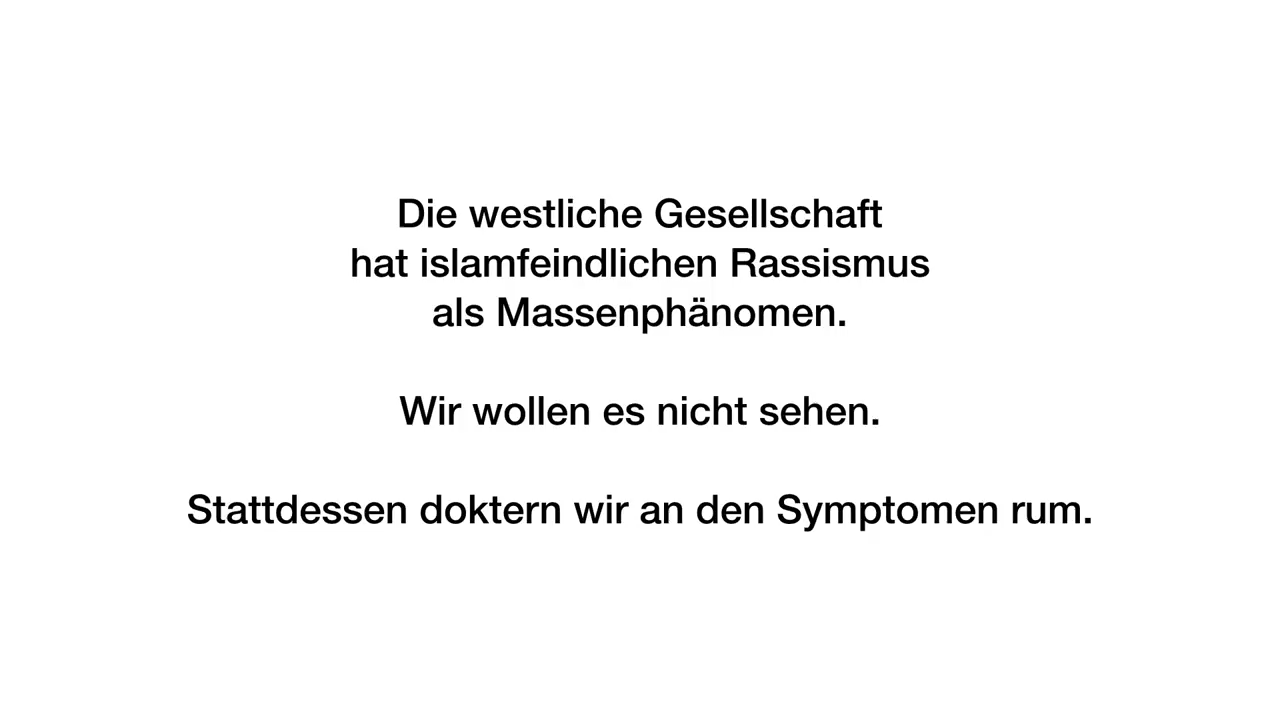 Die westliche Gesellschaft
hat islamfeindlichen Rassismus
als Massenphänomen.
Wir wollen es nicht sehen.
Stattdessen doktern wir an den Symptomen rum.